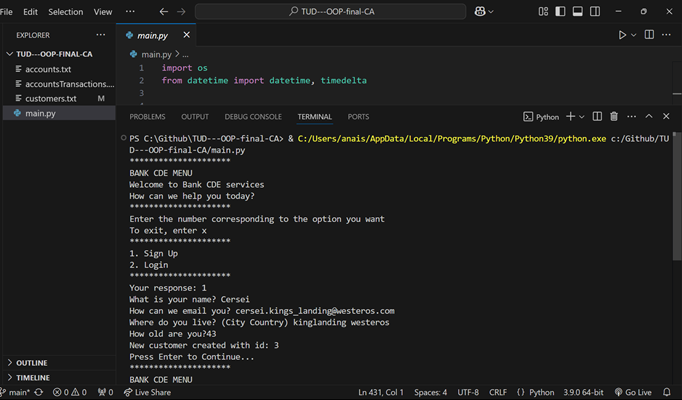 File Edit Selection View ··· TUD---OOP-final-CA
EXPLORER ···
TUD---OOP-FINAL-CA
accounts.txt
accountsTransactions....
customers.txt M
main.py
OUTLINE
TIMELINE
main.py
main.py > ...
1 import os
2 from datetime import datetime, timedelta
3
PROBLEMS OUTPUT DEBUG CONSOLE TERMINAL PORTS Python
PS C:\Github\TUD---OOP-final-CA> & C:/Users/anais/AppData/Local/Programs/Python/Python39/python.exe c:/Github/TU
D---OOP-final-CA/main.py
*********************
BANK CDE MENU
Welcome to Bank CDE services
How can we help you today?
*********************
Enter the number corresponding to the option you want
To exit, enter x
*********************
1. Sign Up
2. Login
*********************
Your response: 1
What is your name? Cersei
How can we email you? cersei.kings_landing@westeros.com
Where do you live? (City Country) kinglanding westeros
How old are you?43
New customer created with id: 3
Press Enter to Continue...
*********************
BANK CDE MENU
main* 0 0 0 Live Share Ln 431, Col 1 Spaces: 4 UTF-8 CRLF Python 3.9.0 64-bit Go Live